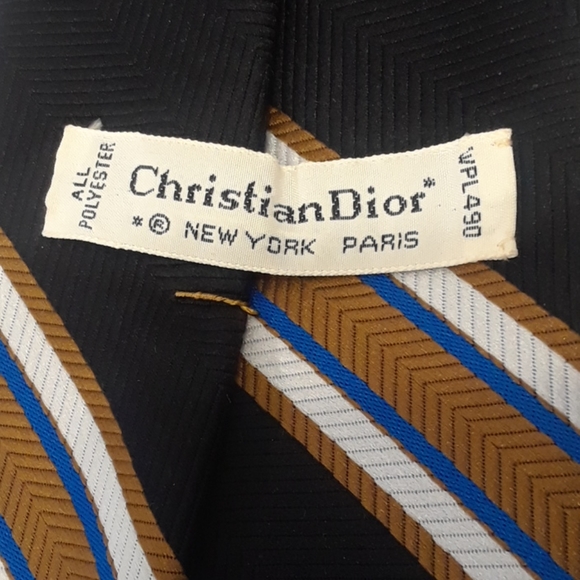 ALL
POLYESTER
ChristianDior*
*® NEW YORK PARIS
WPL490